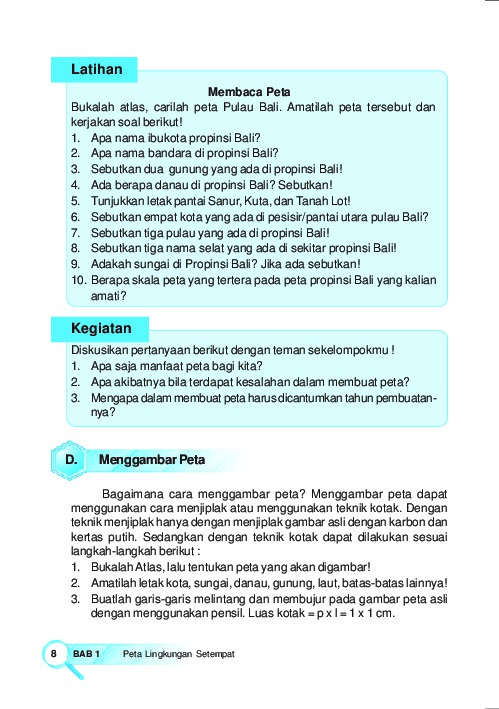 Latihan
Membaca Peta
Bukalah atlas, carilah peta Pulau Bali. Amatilah peta tersebut dan
kerjakan soal berikut!
1. Apa nama ibukota propinsi Bali?
2. Apa nama bandara di propinsi Bali?
3. Sebutkan dua gunung yang ada di propinsi Bali!
4. Ada berapa danau di propinsi Bali? Sebutkan!
5. Tunjukkan letak pantai Sanur, Kuta, dan Tanah Lot!
6. Sebutkan empat kota yang ada di pesisir/pantai utara pulau Bali?
7. Sebutkan tiga pulau yang ada di propinsi Bali!
8. Sebutkan tiga nama selat yang ada di sekitar propinsi Bali!
9. Adakah sungai di Propinsi Bali? Jika ada sebutkan!
10. Berapa skala peta yang tertera pada peta propinsi Bali yang kalian
amati?
Kegiatan
Diskusikan pertanyaan berikut dengan teman sekelompokmu !
1. Apa saja manfaat peta bagi kita?
2. Apa akibatnya bila terdapat kesalahan dalam membuat peta?
3. Mengapa dalam membuat peta harus dicantumkan tahun pembuatan-
nya?
D. Menggambar Peta
Bagaimana cara menggambar peta? Menggambar peta dapat
menggunakan cara menjiplak atau menggunakan teknik kotak. Dengan
teknik menjiplak hanya dengan menjiplak gambar asli dengan karbon dan
kertas putih. Sedangkan dengan teknik kotak dapat dilakukan sesuai
langkah-langkah berikut :
1. Bukalah Atlas, lalu tentukan peta yang akan digambar!
2. Amatilah letak kota, sungai, danau, gunung, laut, batas-batas lainnya!
3. Buatlah garis-garis melintang dan membujur pada gambar peta asli
dengan menggunakan pensil. Luas kotak = p x l = 1 x 1 cm.
8 BAB 1 Peta Lingkungan Setempat